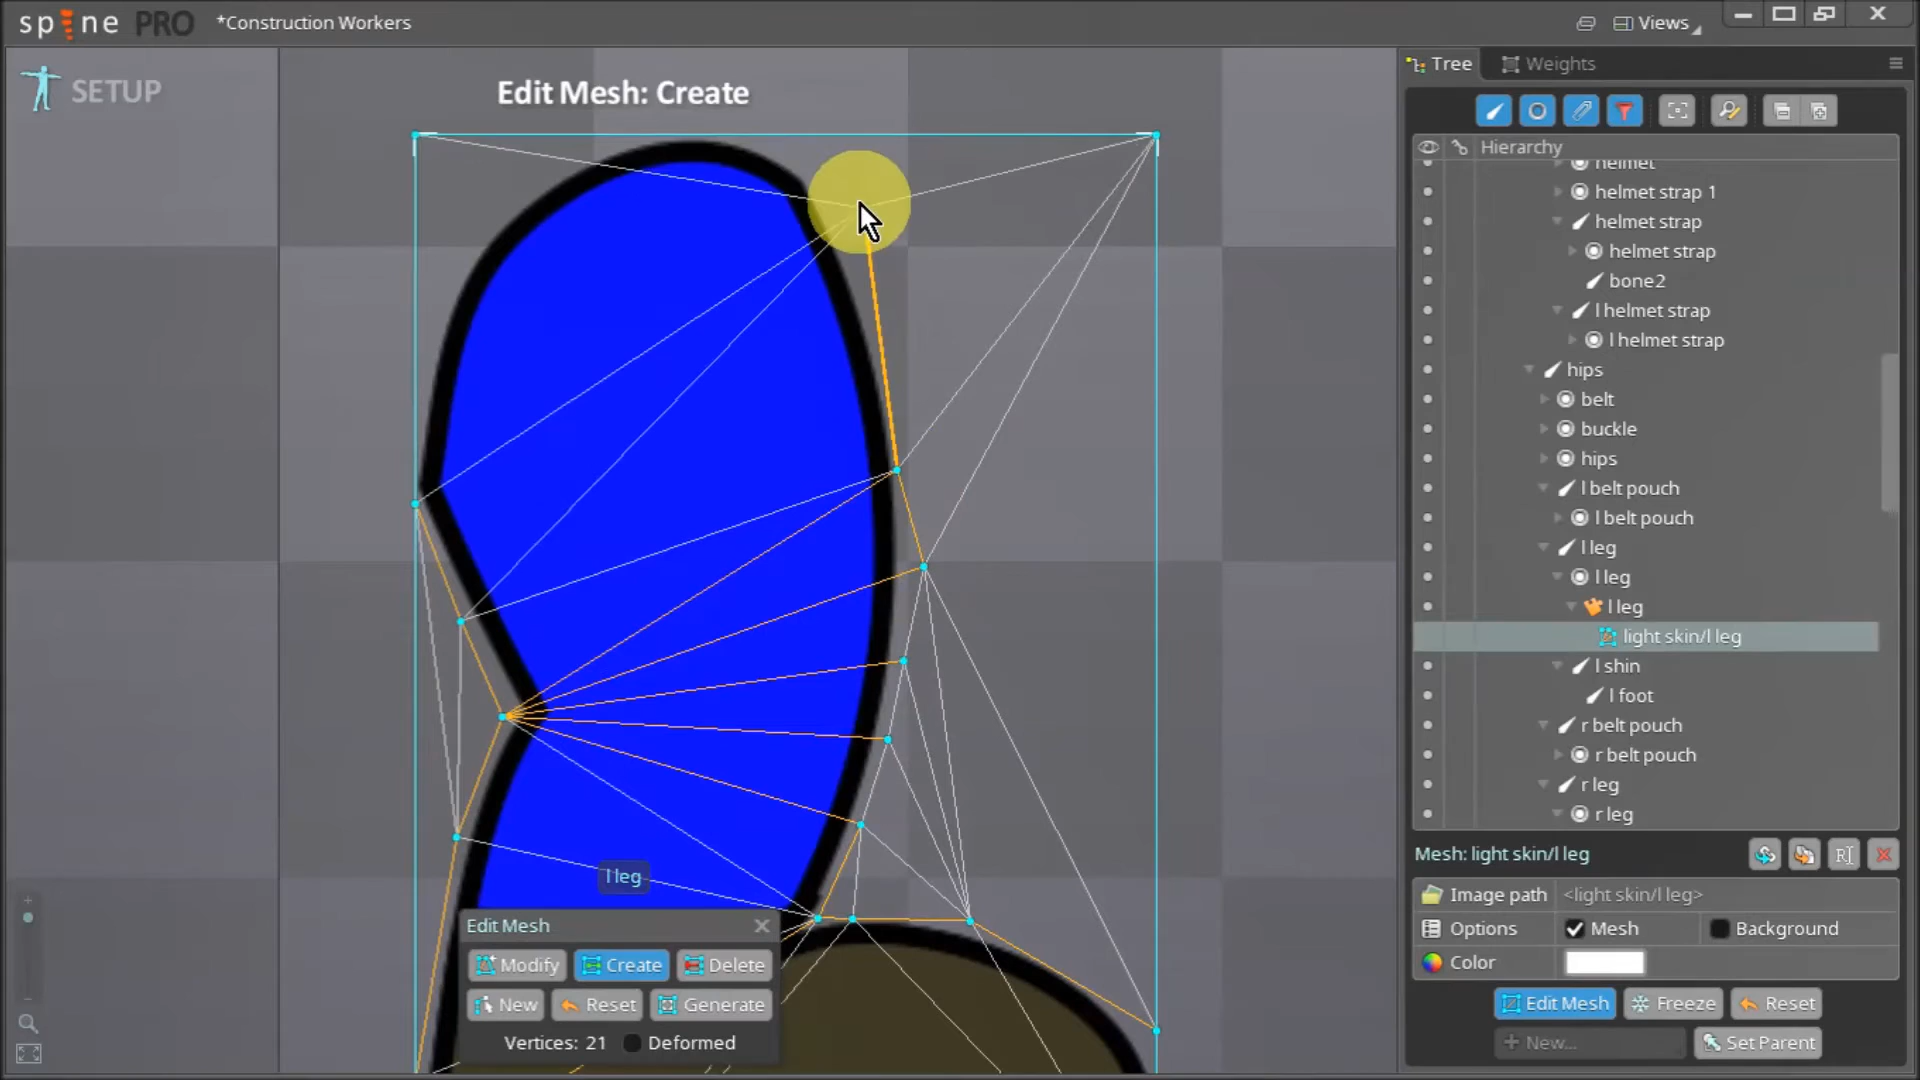 spine PRO *Construction Workers Views
SETUP
Edit Mesh: Create
Tree Weights
Hierarchy
helmet
helmet strap 1
helmet strap
helmet strap
bone2
l helmet strap
l helmet strap
hips
belt
buckle
hips
l belt pouch
l belt pouch
l leg
l leg
l leg
light skin/l leg
l shin
l foot
r belt pouch
r belt pouch
r leg
r leg
l leg
Edit Mesh
Modify Create Delete
New Reset Generate
Vertices: 21 Deformed
Mesh: light skin/l leg
Image path <light skin/l leg>
Options Mesh Background
Color
Edit Mesh Freeze Reset
+ New... Set Parent